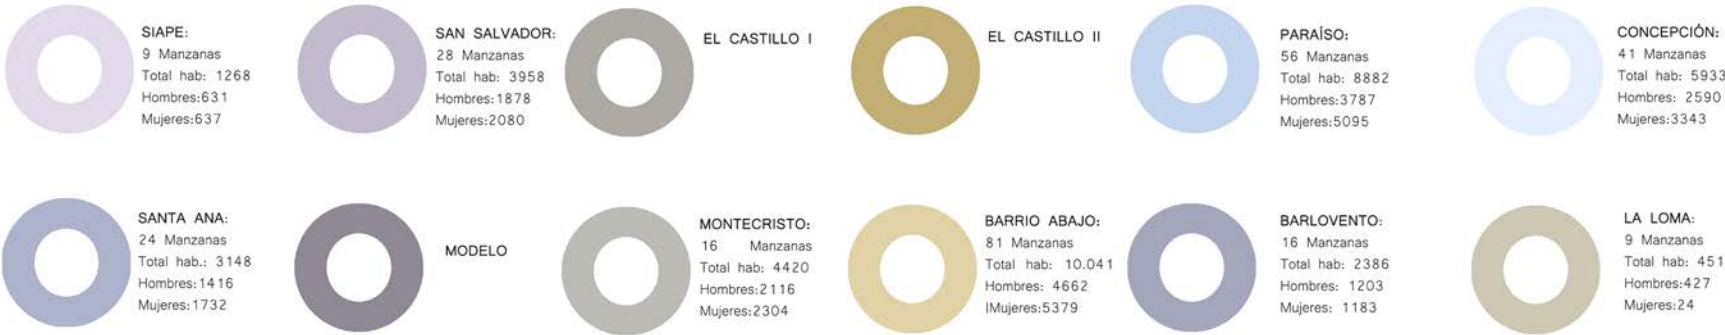 SIAPE:
9 Manzanas
Total hab: 1268
Hombres:631
Mujeres:637
SAN SALVADOR:
28 Manzanas
Total hab: 3958
Hombres:1878
Mujeres:2080
EL CASTILLO I
EL CASTILLO II
PARAÍSO:
56 Manzanas
Total hab: 8882
Hombres:3787
Mujeres:5095
CONCEPCIÓN:
41 Manzanas
Total hab: 5933
Hombres: 2590
Mujeres:3343
SANTA ANA:
24 Manzanas
Total hab.: 3148
Hombres:1416
Mujeres:1732
MODELO
MONTECRISTO:
16 Manzanas
Total hab: 4420
Hombres:2116
Mujeres:2304
BARRIO ABAJO:
81 Manzanas
Total hab: 10.041
Hombres: 4662
IMujeres:5379
BARLOVENTO:
16 Manzanas
Total hab: 2386
Hombres: 1203
Mujeres: 1183
LA LOMA:
9 Manzanas
Total hab: 451
Hombres:427
Mujeres:24